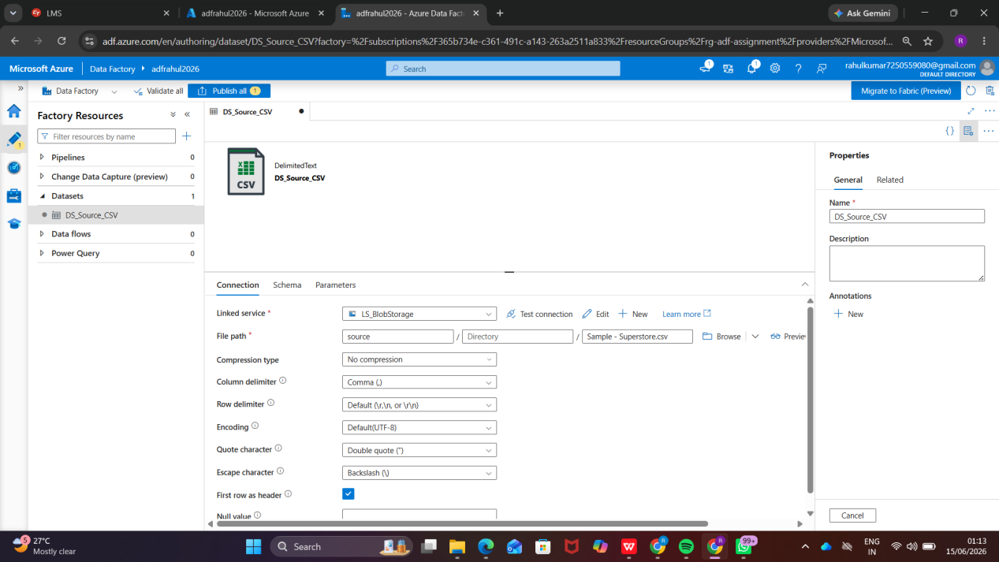 LMS
adfrahul2026 - Microsoft Azure
adfrahul2026 - Azure Data Fact
Ask Gemini
adf.azure.com/en/authoring/dataset/DS_Source_CSV?factory=%2Fsubscriptions%2F365b734e-c361-491c-a143-263a2511a833%2FresourceGroups%2Frg-adf-assignment%2Fproviders%2FMicrosof...
R
Microsoft Azure
Data Factory
adfrahul2026
Search
1
1
rahulkumar7250559080@gmail.com
DEFAULT DIRECTORY
Data Factory
Validate all
Publish all 1
Migrate to Fabric (Preview)
Factory Resources
DS_Source_CSV
Filter resources by name
1
Pipelines 0
Change Data Capture (preview) 0
Datasets 1
DS_Source_CSV
Data flows 0
Power Query 0
CSV
DelimitedText
DS_Source_CSV
Connection Schema Parameters
Linked service *
LS_BlobStorage
Test connection
Edit
New
Learn more
File path *
source / Directory / Sample - Superstore.csv
Browse
Previe
Compression type
No compression
Column delimiter
Comma (,)
Row delimiter
Default (\r,\n, or \r\n)
Encoding
Default(UTF-8)
Quote character
Double quote (")
Escape character
Backslash (\)
First row as header
Null value
Properties
General Related
Name *
DS_Source_CSV
Description
Annotations
New
Cancel
5
27°C
Mostly clear
Search
R
R
99+
ENG
IN
01:13
15/06/2026